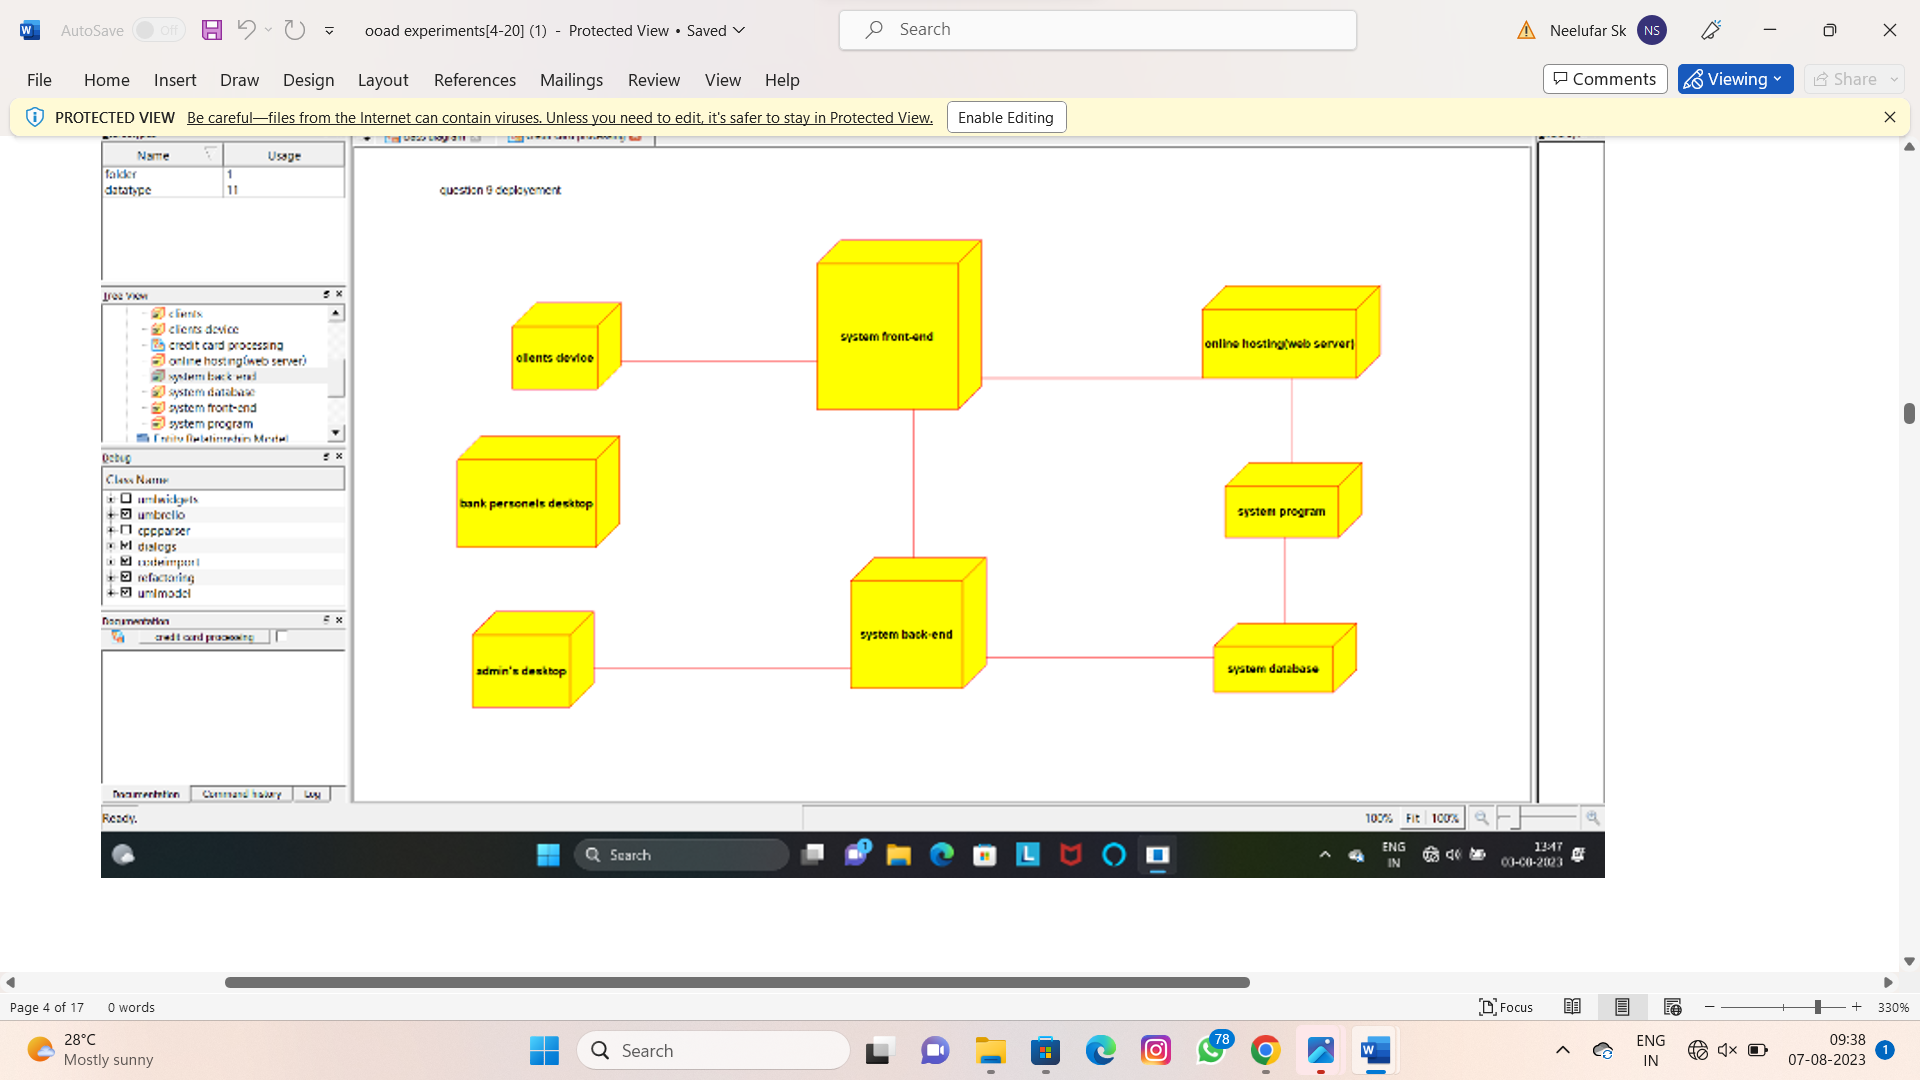 AutoSave Off
ooad experiments[4-20] (1) - Protected View • Saved
Search
Neelufar Sk NS
File Home Insert Draw Design Layout References Mailings Review View Help
Comments Viewing Share
PROTECTED VIEW Be careful—files from the Internet can contain viruses. Unless you need to edit, it's safer to stay in Protected View. Enable Editing
class diagram credit card processing
Name Usage
folder 1
datatype 11
question 9 deployement
Tree View
clients
clients device
credit card processing
online hosting(web server)
system back-end
system database
system front-end
system program
Entity Relationship Model
system front-end
clients device
online hosting(web server)
bank personels desktop
system program
system back-end
admin's desktop
system database
Debug
Class Name
umlwidgets
umbrello
cppparser
dialogs
codeimport
refactoring
umlmodel
Documentation
credit card processing
Documentation Command history Log
Ready.
100% Fit 100%
Search
1
L
ENG
IN
13:47
03-08-2023
Page 4 of 17 0 words
Focus
330%
28°C
Mostly sunny
Search
78
ENG
IN
09:38
07-08-2023
1